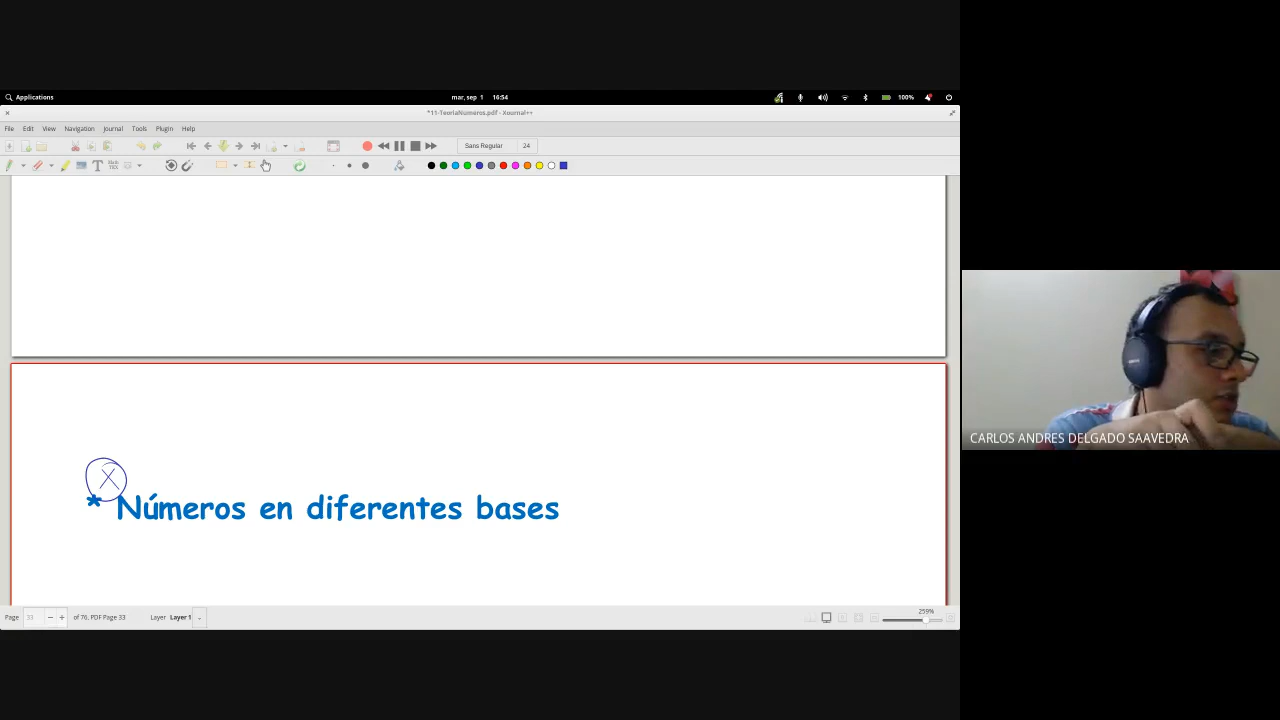 Applications
mar, sep 1 16:54
100%
*11-TeoriaNumeros.pdf - Xournal++
File Edit View Navigation Journal Tools Plugin Help
Sans Regular 24
X
* Números en diferentes bases
CARLOS ANDRES DELGADO SAAVEDRA
Page 33 of 76, PDF Page 33 Layer Layer 1
259%